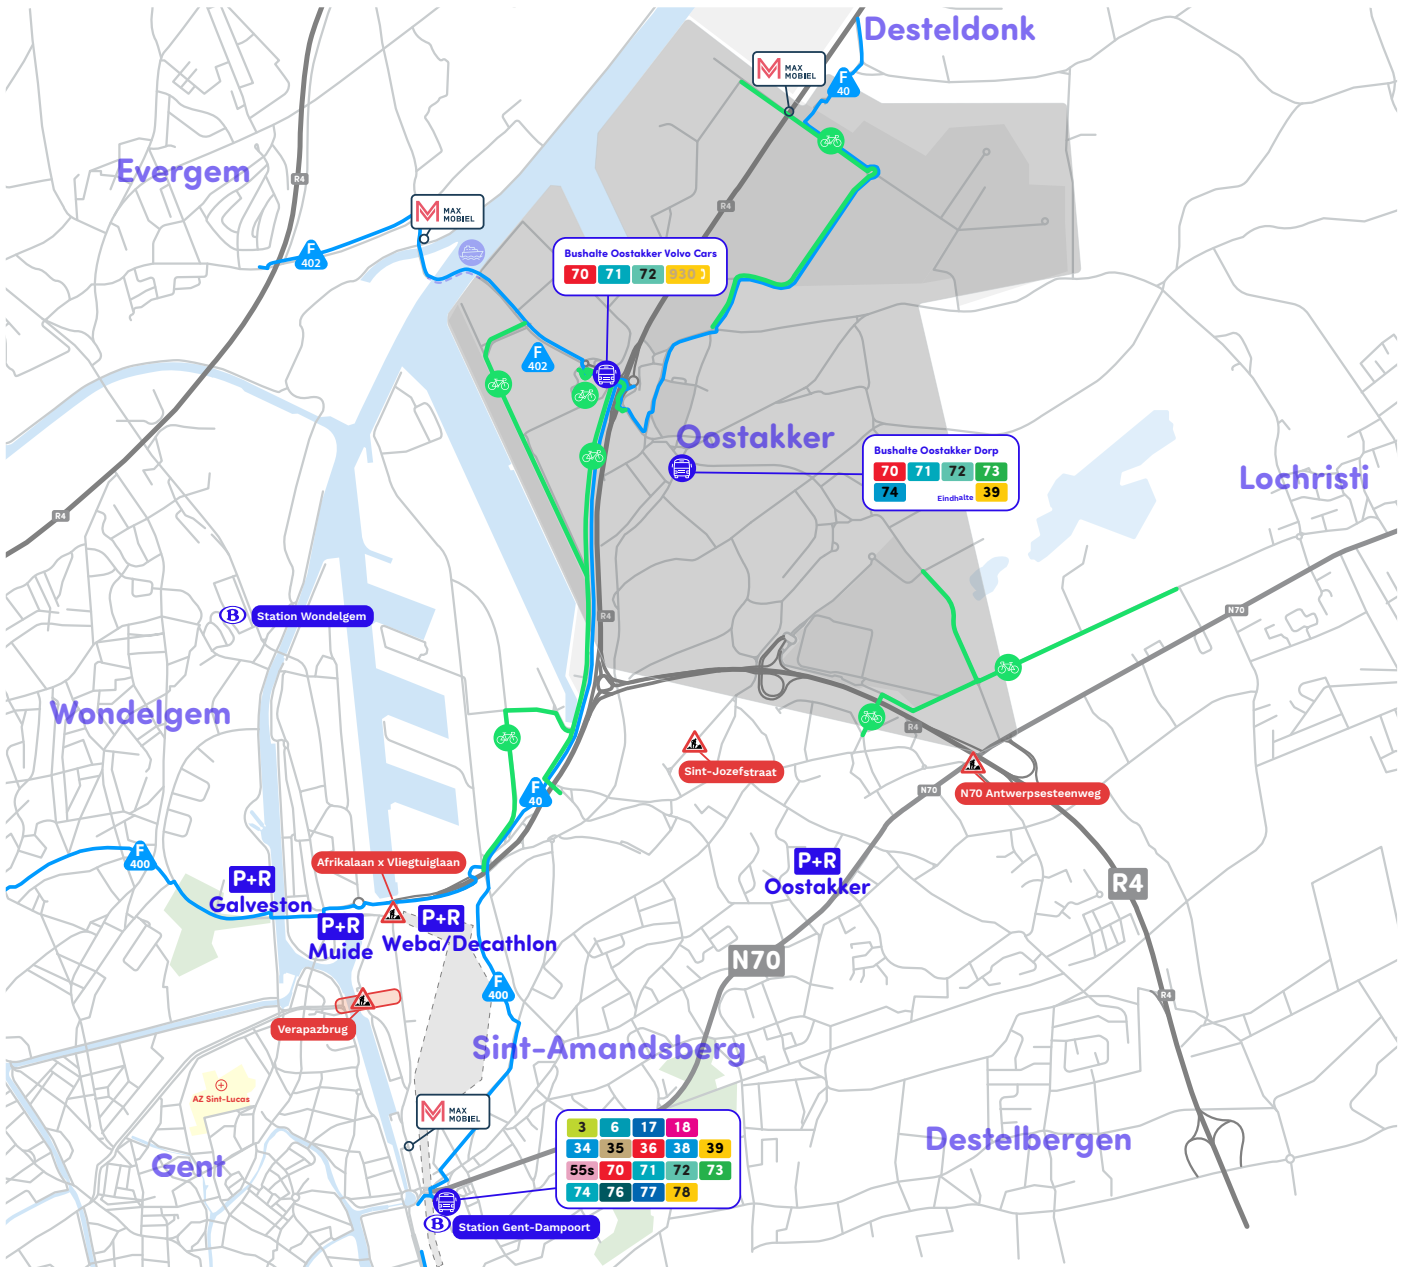 Desteldonk
MAX
MOBIEL
F
40
Evergem
R4
R4
MAX
MOBIEL
F
402
Bushalte Oostakker Volvo Cars
70 71 72 930
F
402
Oostakker
Bushalte Oostakker Dorp
70 71 72 73
74 Eindhalte 39
Lochristi
R4
R4
N70
B Station Wondelgem
Wondelgem
R4
Sint-Jozefstraat
N70
N70 Antwerpsesteenweg
F
40
F
400
Afrikalaan x Vliegtuiglaan
P+R
Galveston
P+R
Oostakker
R4
P+R
Muide
P+R
Weba/Decathlon
N70
F
400
R4
Verapazbrug
Sint-Amandsberg
AZ Sint-Lucas
MAX
MOBIEL
3 6 17 18
34 35 36 38 39
55s 70 71 72 73
74 76 77 78
Destelbergen
Gent
B Station Gent-Dampoort